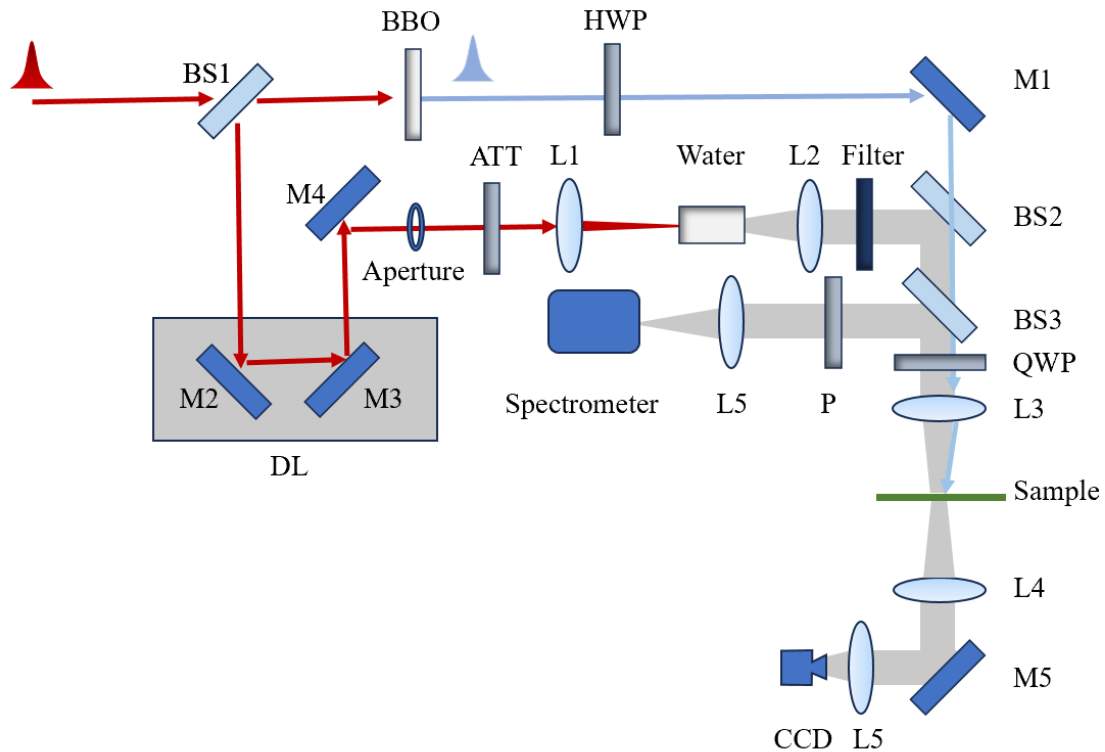 BBO
HWP
BS1
M1
ATT
L1
Water
L2
Filter
M4
BS2
Aperture
BS3
QWP
M2
M3
Spectrometer
L5
P
L3
DL
Sample
L4
M5
CCD
L5